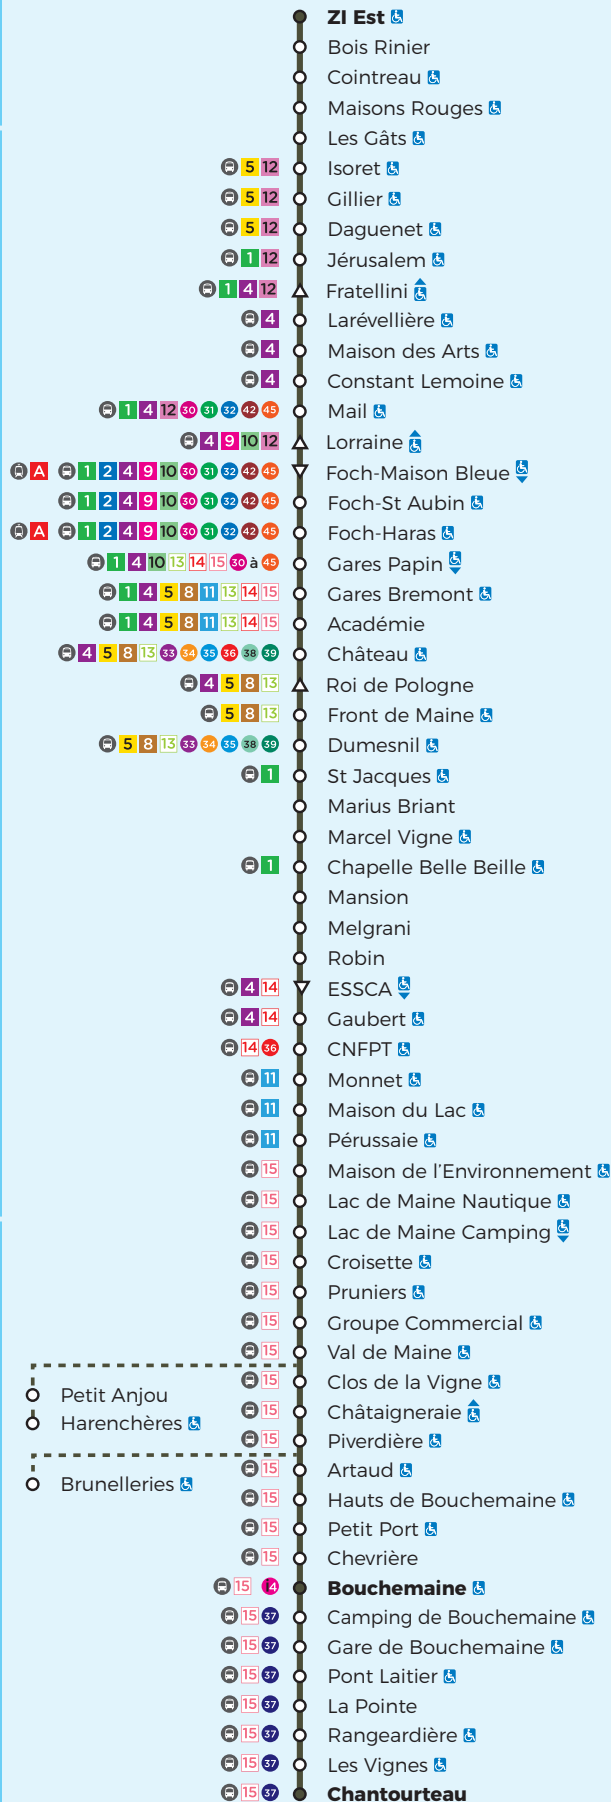 ZI Est
Bois Rinier
Cointreau
Maisons Rouges
Les Gâts
5 12 Isoret
5 12 Gillier
5 12 Daguenet
1 12 Jérusalem
1 4 12 Fratellini
4 Larévellière
4 Maison des Arts
4 Constant Lemoine
1 4 12 30 31 32 42 45 Mail
4 9 10 12 Lorraine
A 1 2 4 9 10 30 31 32 42 45 Foch-Maison Bleue
1 2 4 9 10 30 31 32 42 45 Foch-St Aubin
A 1 2 4 9 10 30 31 32 42 45 Foch-Haras
1 4 10 13 14 15 30 à 45 Gares Papin
1 4 5 8 11 13 14 15 Gares Bremont
1 4 5 8 11 13 14 15 Académie
4 5 8 13 33 34 35 36 38 39 Château
4 5 8 13 Roi de Pologne
5 8 13 Front de Maine
5 8 13 33 34 35 38 39 Dumesnil
1 St Jacques
Marius Briant
Marcel Vigne
1 Chapelle Belle Beille
Mansion
Melgrani
Robin
4 14 ESSCA
4 14 Gaubert
14 36 CNFPT
11 Monnet
11 Maison du Lac
11 Pérussaie
15 Maison de l'Environnement
15 Lac de Maine Nautique
15 Lac de Maine Camping
15 Croisette
15 Pruniers
15 Groupe Commercial
15 Val de Maine
15 Clos de la Vigne
Petit Anjou
15 Châtaigneraie
Harenchères
15 Piverdière
15 Artaud
Brunelleries
15 Hauts de Bouchemaine
15 Petit Port
15 Chevrière
15 14 Bouchemaine
15 37 Camping de Bouchemaine
15 37 Gare de Bouchemaine
15 37 Pont Laitier
15 37 La Pointe
15 37 Rangeardière
15 37 Les Vignes
15 37 Chantourteau